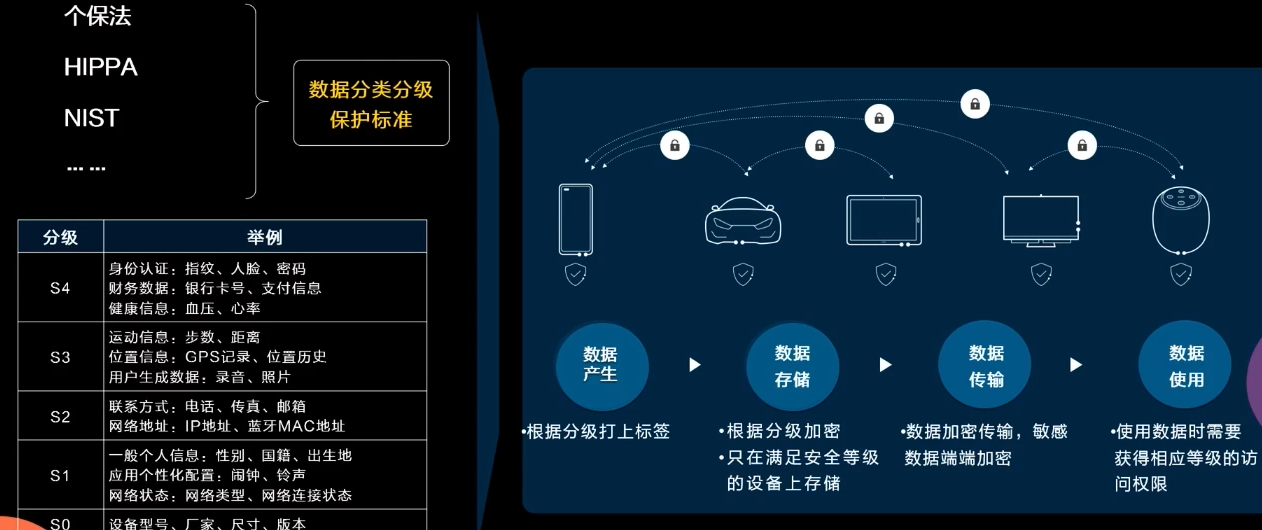 个保法
HIPPA
NIST
... ...
数据分类分级
保护标准
分级 举例
S4
身份认证：指纹、人脸、密码
财务数据：银行卡号、支付信息
健康信息：血压、心率
S3
运动信息：步数、距离
位置信息：GPS记录、位置历史
用户生成数据：录音、照片
S2
联系方式：电话、传真、邮箱
网络地址：IP地址、蓝牙MAC地址
S1
一般个人信息：性别、国籍、出生地
应用个性化配置：闹钟、铃声
网络状态：网络类型、网络连接状态
S0
设备型号、厂家、尺寸、版本
数据
产生
•根据分级打上标签
数据
存储
•根据分级加密
•只在满足安全等级
的设备上存储
数据
传输
•数据加密传输，敏感
数据端端加密
数据
使用
•使用数据时需要
获得相应等级的访
问权限